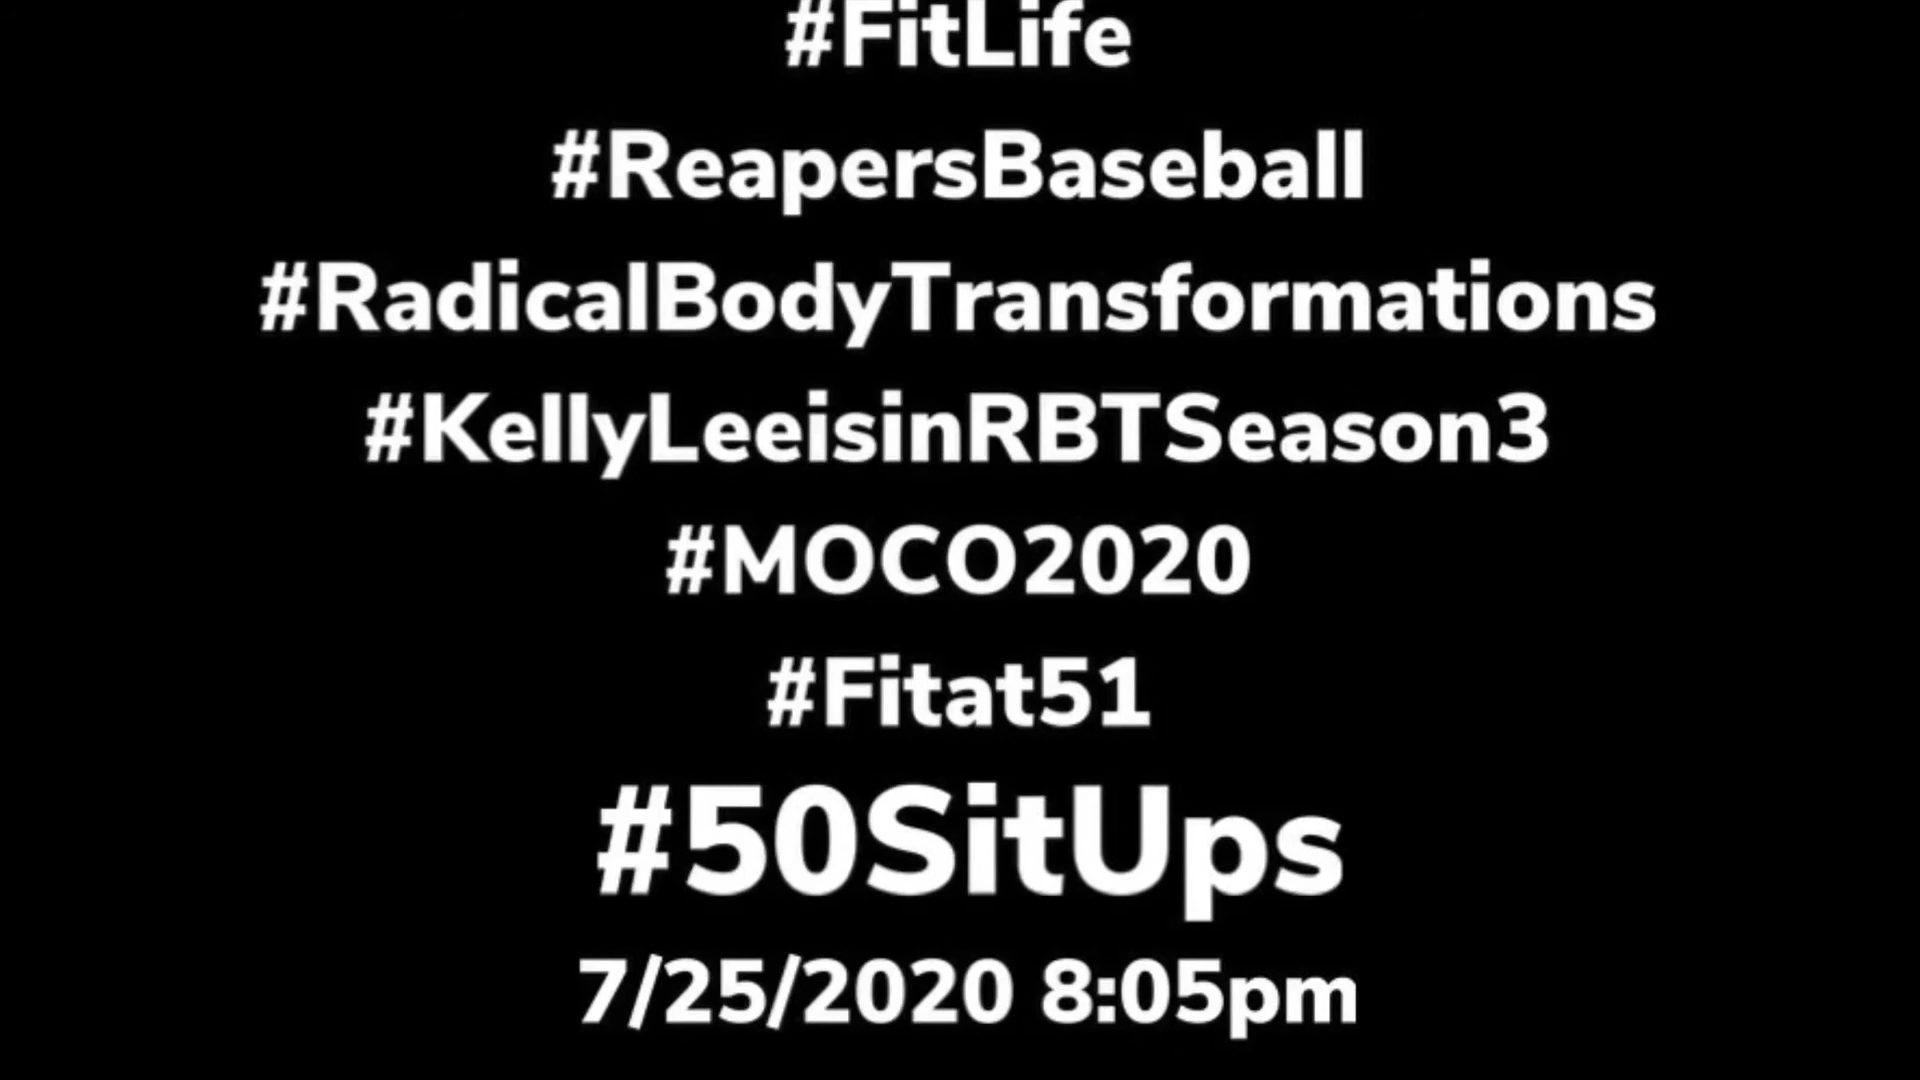 #FitLife
#ReapersBaseball
#RadicalBodyTransformations
#KellyLeeisinRBTSeason3
#MOCO2020
#Fitat51
#50SitUps
7/25/2020 8:05pm